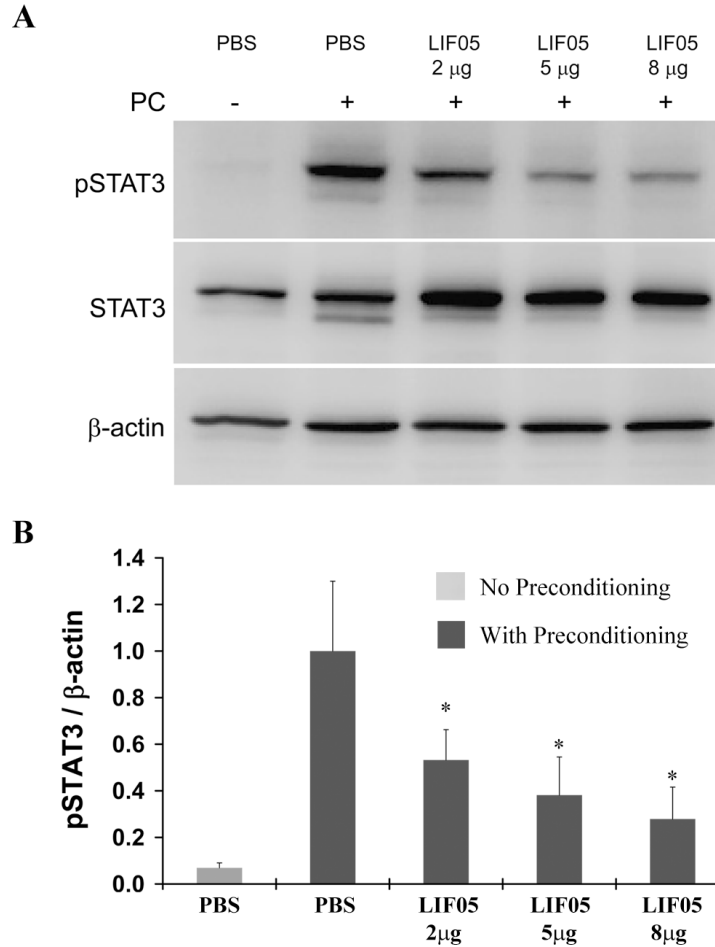 A
PBS PBS LIF05 LIF05 LIF05
2 µg 5 µg 8 µg
PC - + + + +
pSTAT3
STAT3
β-actin
B
1.4
1.2
1.0
0.8
0.6
0.4
0.2
0.0
pSTAT3 / β-actin
No Preconditioning
With Preconditioning
* * *
PBS PBS LIF05 LIF05 LIF05
2µg 5µg 8µg